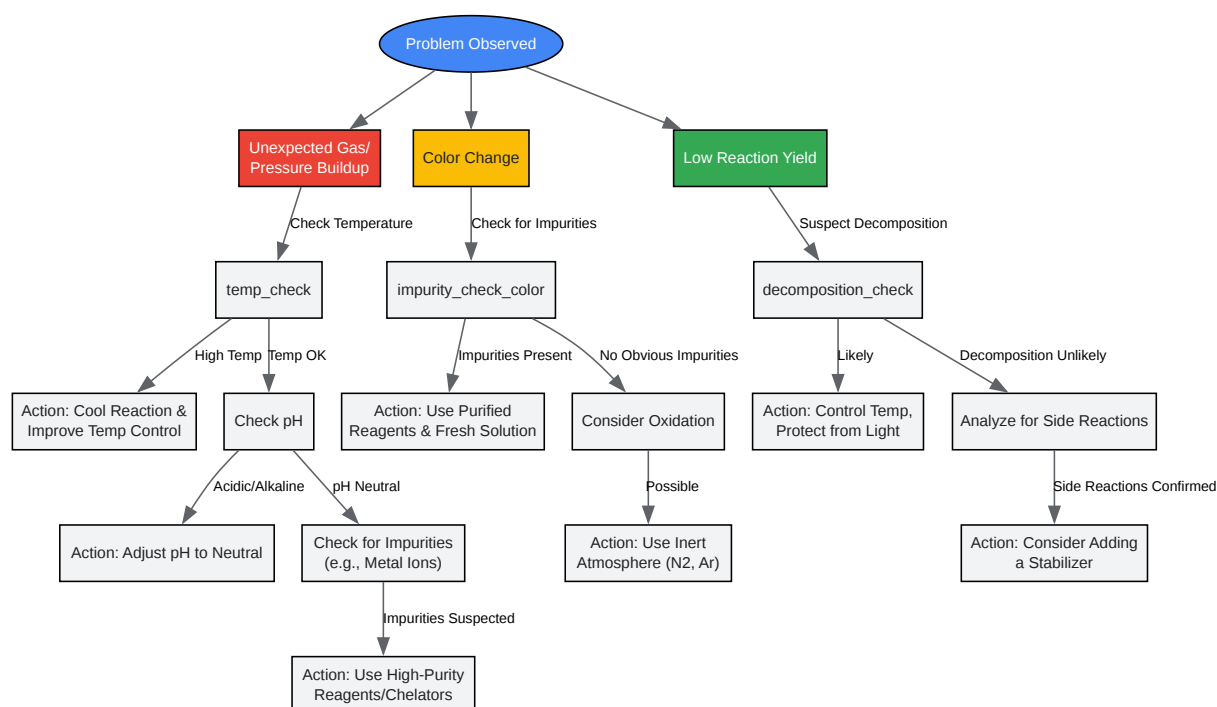 Problem Observed
Unexpected Gas/
Pressure Buildup
Color Change
Low Reaction Yield
Check Temperature
Check for Impurities
Suspect Decomposition
temp_check
impurity_check_color
decomposition_check
High Temp
Temp OK
Impurities Present
No Obvious Impurities
Likely
Decomposition Unlikely
Action: Cool Reaction &
Improve Temp Control
Check pH
Action: Use Purified
Reagents & Fresh Solution
Consider Oxidation
Action: Control Temp,
Protect from Light
Analyze for Side Reactions
Acidic/Alkaline
pH Neutral
Possible
Side Reactions Confirmed
Action: Adjust pH to Neutral
Check for Impurities
(e.g., Metal Ions)
Action: Use Inert
Atmosphere (N2, Ar)
Action: Consider Adding
a Stabilizer
Impurities Suspected
Action: Use High-Purity
Reagents/Chelators